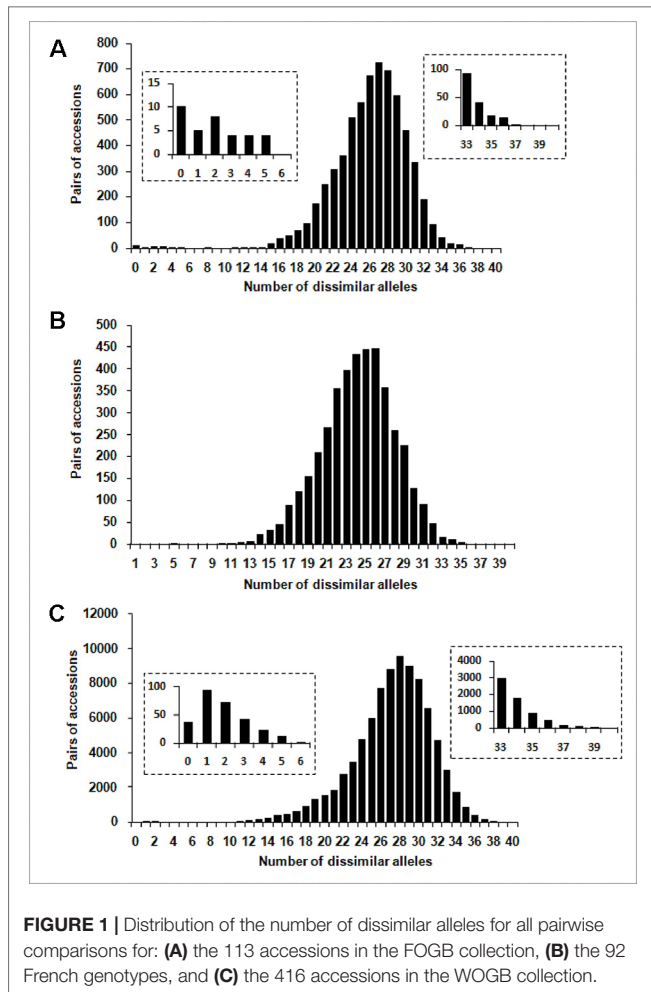 A
800
700
600
500
400
300
200
100
0
Pairs of accessions
15
10
5
0
0 1 2 3 4 5 6
100
50
0
33 35 37 39
0 2 4 6 8 10 12 14 16 18 20 22 24 26 28 30 32 34 36 38 40
Number of dissimilar alleles
B
500
450
400
350
300
250
200
150
100
50
0
Pairs of accessions
1 3 5 7 9 11 13 15 17 19 21 23 25 27 29 31 33 35 37 39
Number of dissimilar alleles
C
12000
10000
8000
6000
4000
2000
0
Pairs of accessions
100
50
0
0 1 2 3 4 5 6
4000
3000
2000
1000
0
33 35 37 39
0 2 4 6 8 10 12 14 16 18 20 22 24 26 28 30 32 34 36 38 40
Number of dissimilar alleles
FIGURE 1 | Distribution of the number of dissimilar alleles for all pairwise
comparisons for: (A) the 113 accessions in the FOGB collection, (B) the 92
French genotypes, and (C) the 416 accessions in the WOGB collection.